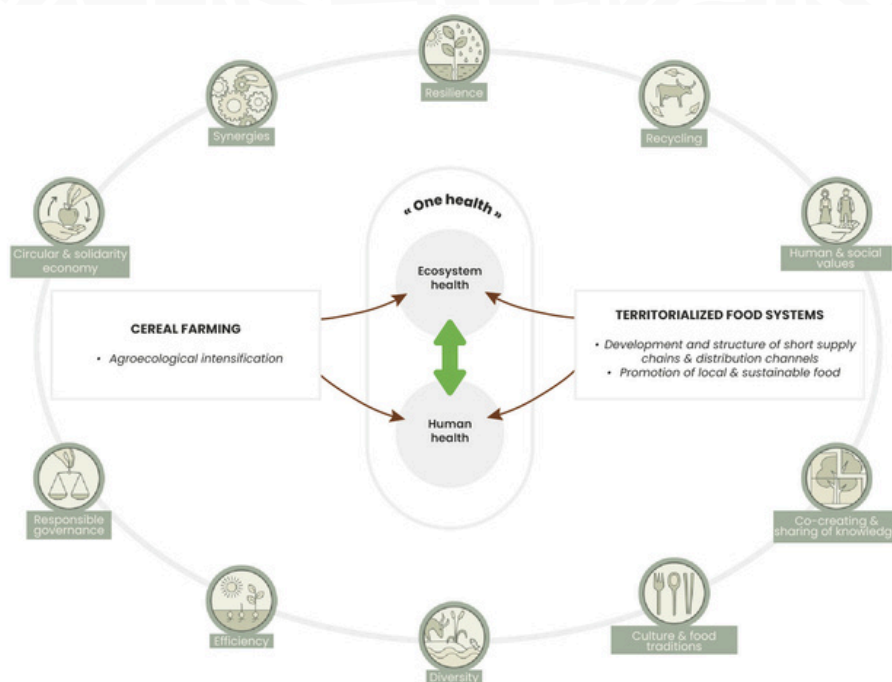 Resilience
Synergies
Recycling
Circular & solidarity
economy
Human & social
values
« One health »
Ecosystem
health
CEREAL FARMING
• Agroecological intensification
TERRITORIALIZED FOOD SYSTEMS
• Development and structure of short supply
chains & distribution channels
• Promotion of local & sustainable food
Human
health
Responsible
governance
Co-creating &
sharing of knowledg
Efficiency
Culture & food
traditions
Diversity